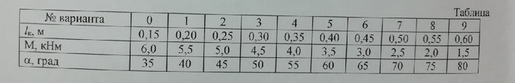 Таблица
№ варианта 0 1 2 3 4 5 6 7 8 9
lк, м 0,15 0,20 0,25 0,30 0,35 0,40 0,45 0,50 0,55 0,60
М, кНм 6,0 5,5 5,0 4,5 4,0 3,5 3,0 2,5 2,0 1,5
α, град 35 40 45 50 55 60 65 70 75 80